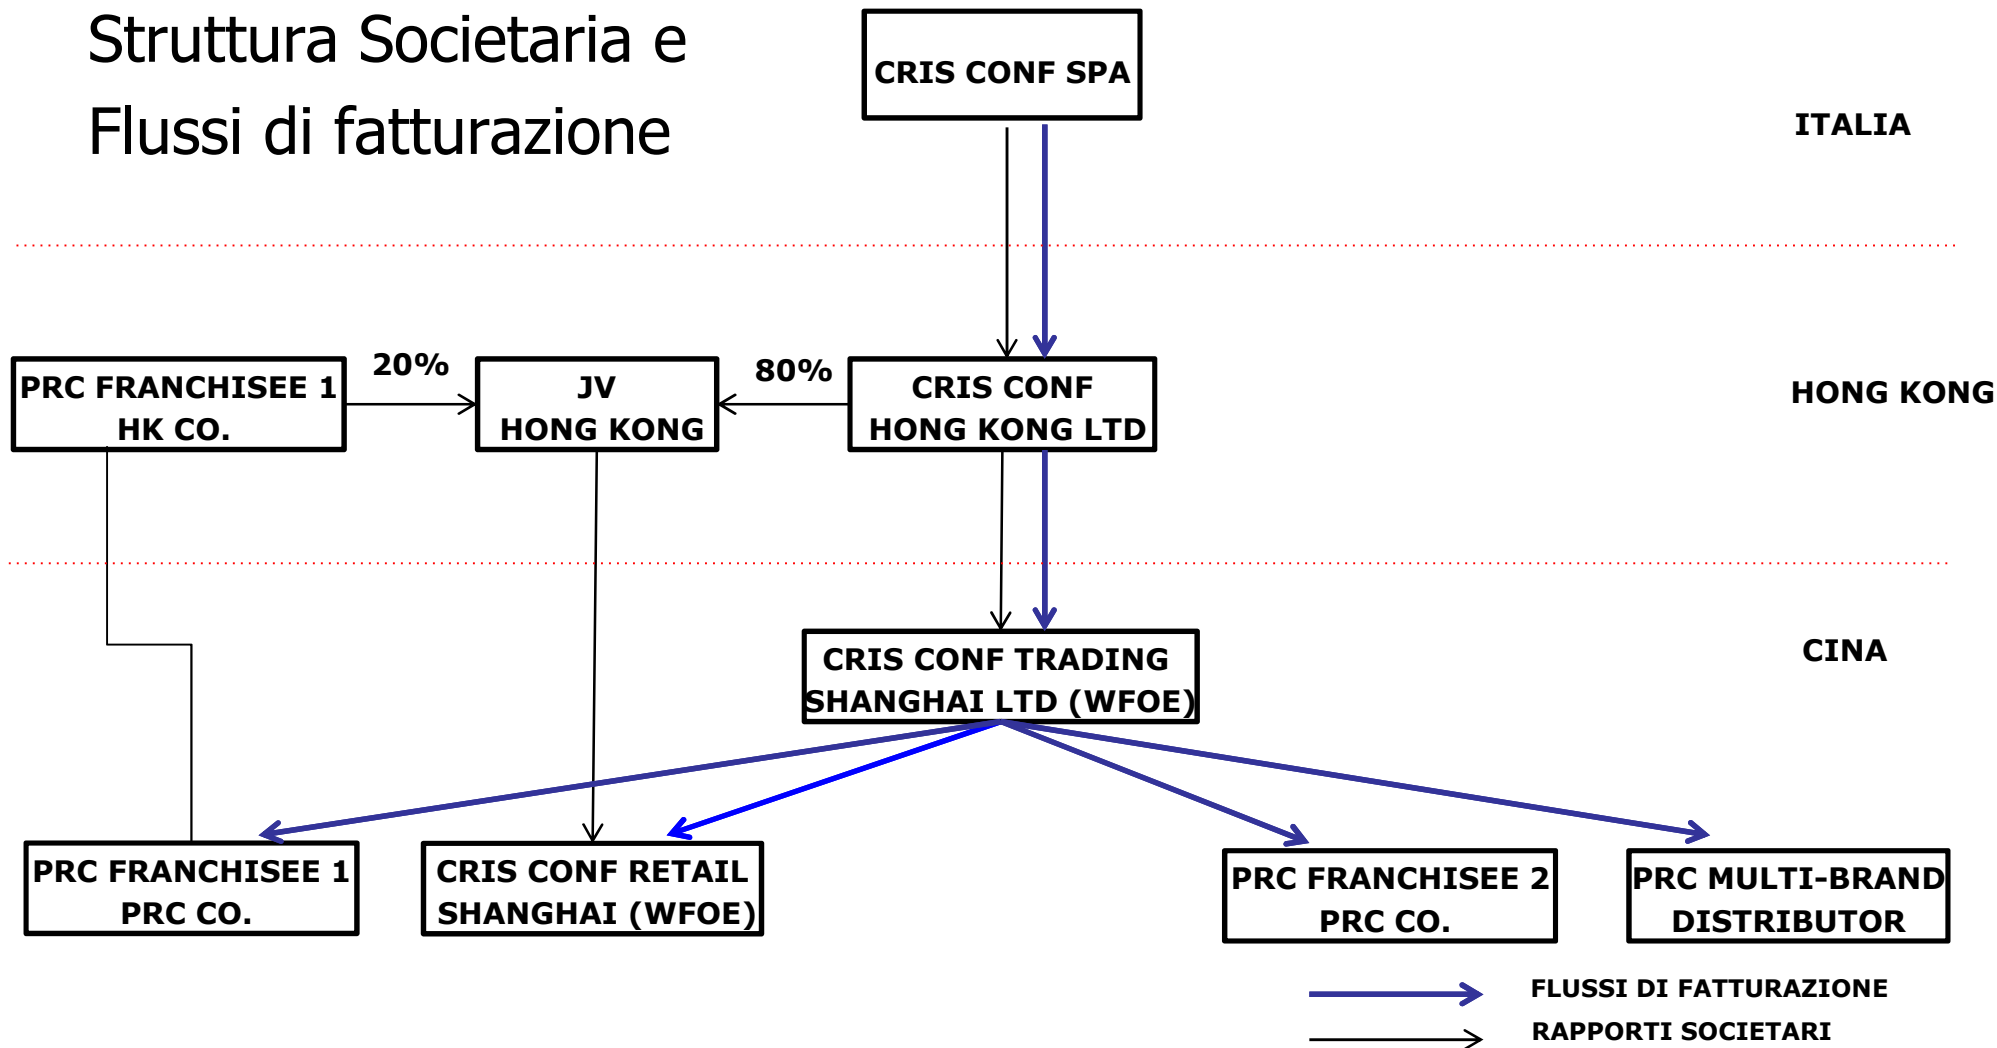 Struttura Societaria e
Flussi di fatturazione
CRIS CONF SPA
ITALIA
PRC FRANCHISEE 1
HK CO.
20%
JV
HONG KONG
80%
CRIS CONF
HONG KONG LTD
HONG KONG
CRIS CONF TRADING
SHANGHAI LTD (WFOE)
CINA
PRC FRANCHISEE 1
PRC CO.
CRIS CONF RETAIL
SHANGHAI (WFOE)
PRC FRANCHISEE 2
PRC CO.
PRC MULTI-BRAND
DISTRIBUTOR
FLUSSI DI FATTURAZIONE
RAPPORTI SOCIETARI